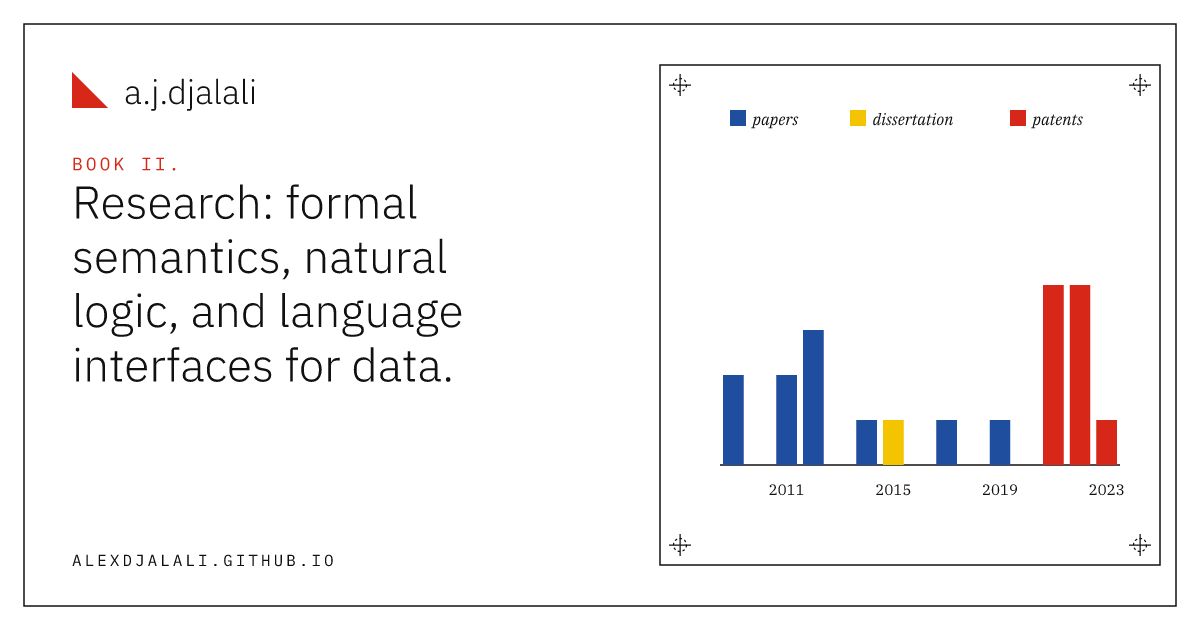 a.j.djalali
BOOK II.
Research: formal
semantics, natural
logic, and language
interfaces for data.
ALEXDJALALI.GITHUB.IO
papers dissertation patents
2011 2015 2019 2023